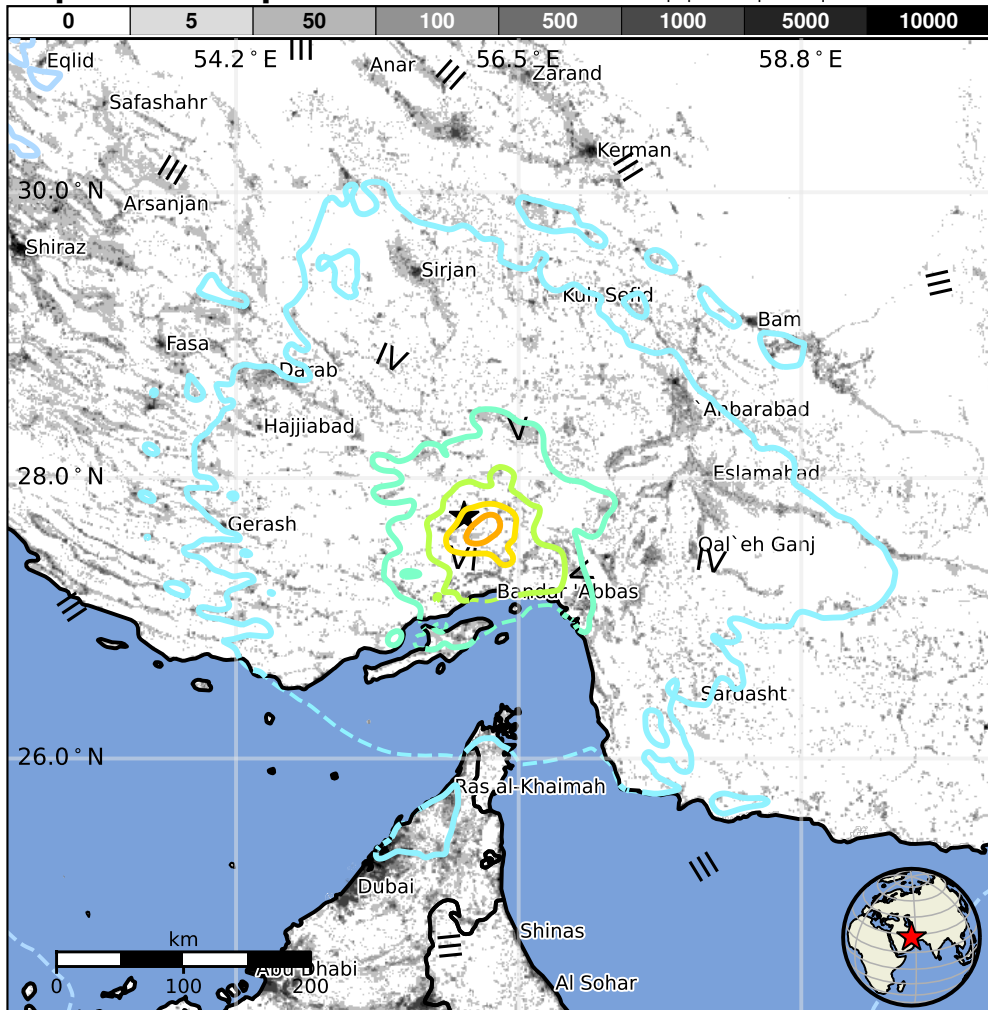 0 5 50 100 500 1000 5000 10000
Eqlid 54.2°E III Anar 56.5°E 58.8°E
III Zarand
Safashahr
Kerman
III III
30.0°N
Arsanjan
Shiraz
Sirjan
III
Kuh Sefid
Bam
Fasa
IV
Darab
`Anbarabad
Hajjiabad V
28.0°N Eslamabad
Gerash
Qal`eh Ganj
VI IV
Bandar 'Abbas
III
Sardasht
26.0°N
Ras al-Khaimah
III
Dubai
Shinas
km III
Abu Dhabi
Al Sohar
0 100 200